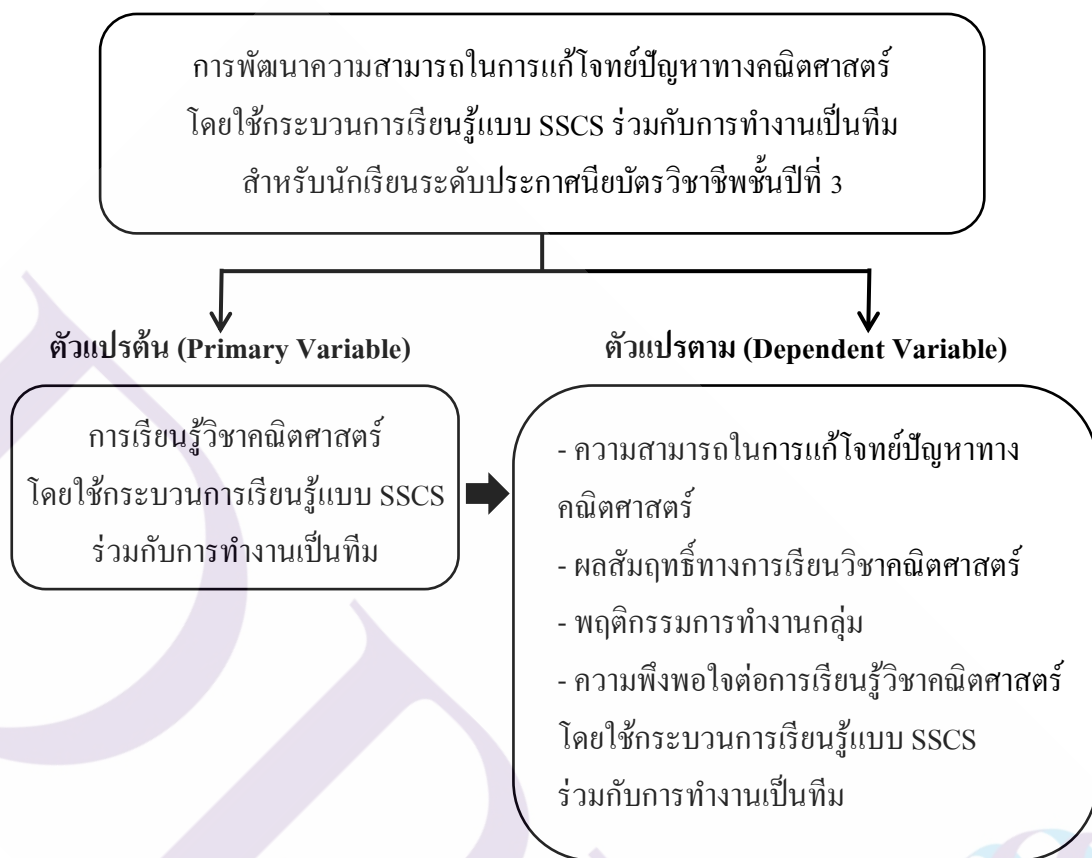 การพัฒนาความสามารถในการแก้โจทย์ปัญหาทางคณิตศาสตร์
โดยใช้กระบวนการเรียนรู้แบบ SSCS ร่วมกับการทำงานเป็นทีม
สำหรับนักเรียนระดับประกาศนียบัตรวิชาชีพชั้นปีที่ 3
ตัวแปรต้น (Primary Variable)
การเรียนรู้วิชาคณิตศาสตร์
โดยใช้กระบวนการเรียนรู้แบบ SSCS
ร่วมกับการทำงานเป็นทีม
ตัวแปรตาม (Dependent Variable)
- ความสามารถในการแก้โจทย์ปัญหาทาง
คณิตศาสตร์
- ผลสัมฤทธิ์ทางการเรียนวิชาคณิตศาสตร์
- พฤติกรรมการทำงานกลุ่ม
- ความพึงพอใจต่อการเรียนรู้วิชาคณิตศาสตร์
โดยใช้กระบวนการเรียนรู้แบบ SSCS
ร่วมกับการทำงานเป็นทีม